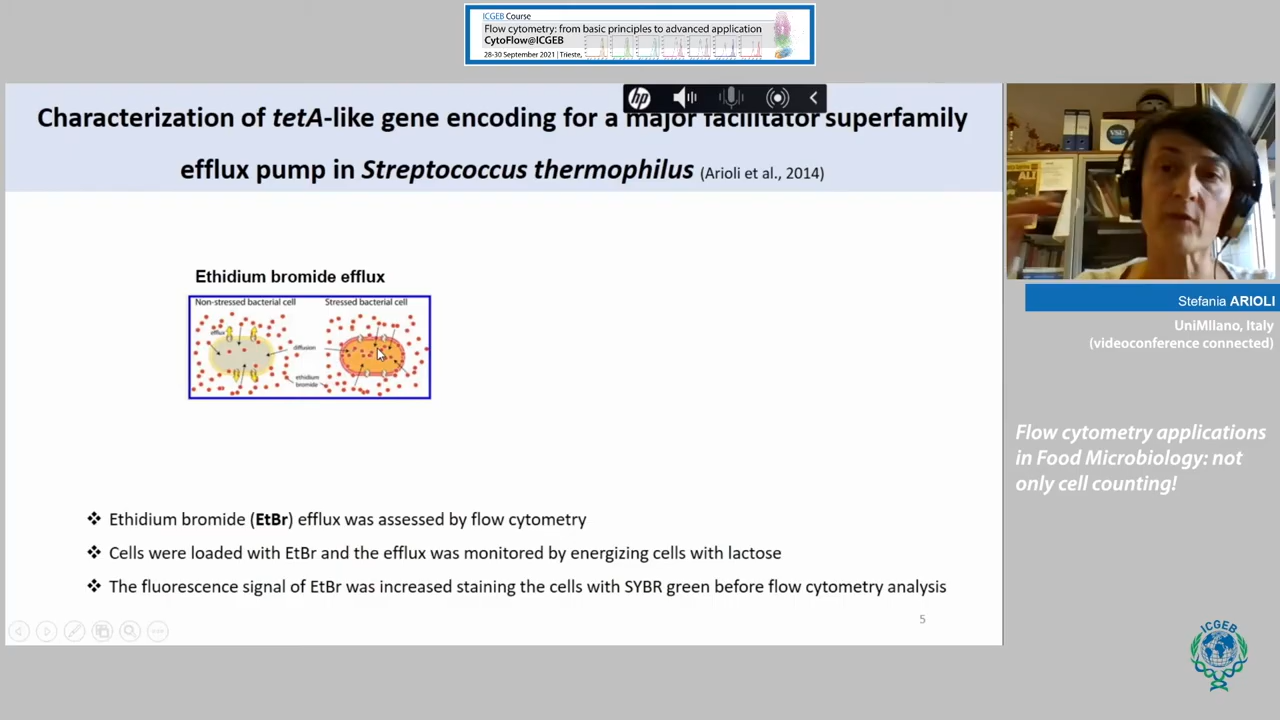 ICGEB Course
Flow cytometry: from basic principles to advanced application
CytoFlow@ICGEB
28-30 September 2021 | Trieste,
hp
Characterization of tetA-like gene encoding for a major facilitator superfamily
efflux pump in Streptococcus thermophilus (Arioli et al., 2014)
Ethidium bromide efflux
Non-stressed bacterial cell
Stressed bacterial cell
efflux
diffusion
ethidium
bromide
❖ Ethidium bromide (EtBr) efflux was assessed by flow cytometry
❖ Cells were loaded with EtBr and the efflux was monitored by energizing cells with lactose
❖ The fluorescence signal of EtBr was increased staining the cells with SYBR green before flow cytometry analysis
5
Stefania ARIOLI
UniMIlano, Italy
(videoconference connected)
Flow cytometry applications
in Food Microbiology: not
only cell counting!
ICGEB